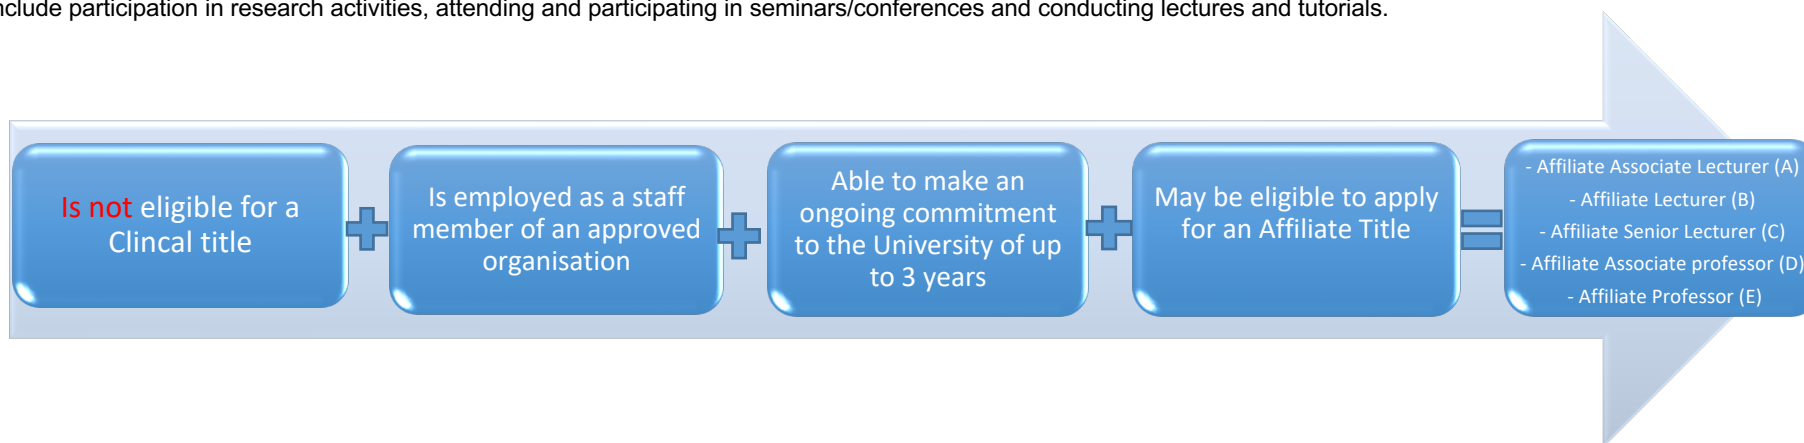 nclude participation in research activities, attending and participating in seminars/conferences and conducting lectures and tutorials.
Is not eligible for a
Clincal title
Is employed as a staff
member of an approved
organisation
Able to make an
ongoing commitment
to the University of up
to 3 years
May be eligible to apply
for an Affiliate Title
- Affiliate Associate Lecturer (A)
- Affiliate Lecturer (B)
- Affiliate Senior Lecturer (C)
- Affiliate Associate professor (D)
- Affiliate Professor (E)